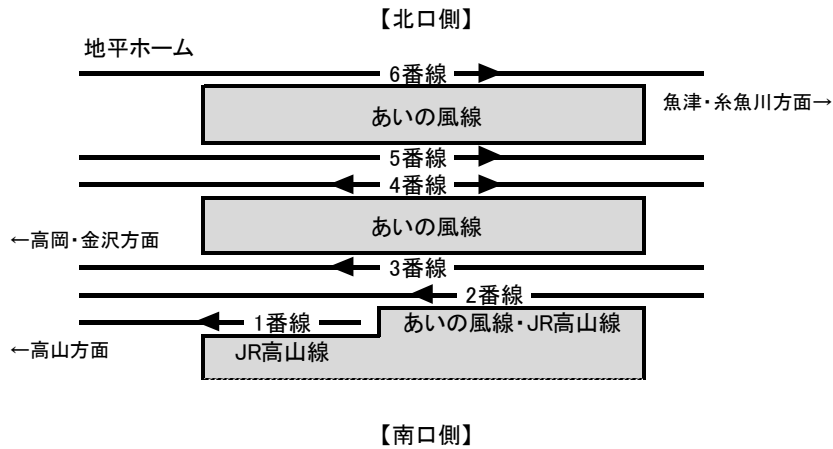 【北口側】
地平ホーム
6番線
あいの風線
魚津・糸魚川方面→
5番線
4番線
あいの風線
←高岡・金沢方面
3番線
2番線
1番線
あいの風線・JR高山線
←高山方面
JR高山線
【南口側】